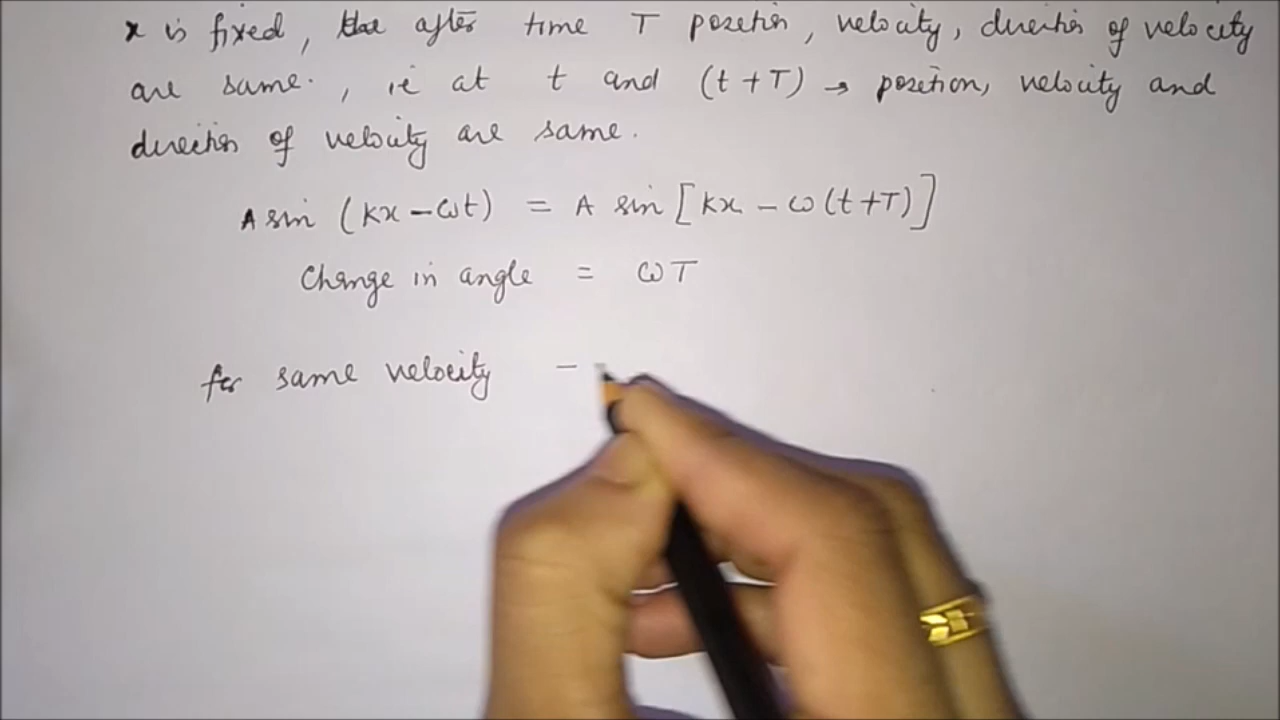 x is fixed, after time T position, velocity, direction of velocity
are same., ie at t and (t+T) → position, velocity and
direction of velocity are same.
A sin (kx - ωt) = A sin [kx - ω(t+T)]
Change in angle = ωT
for same velocity -